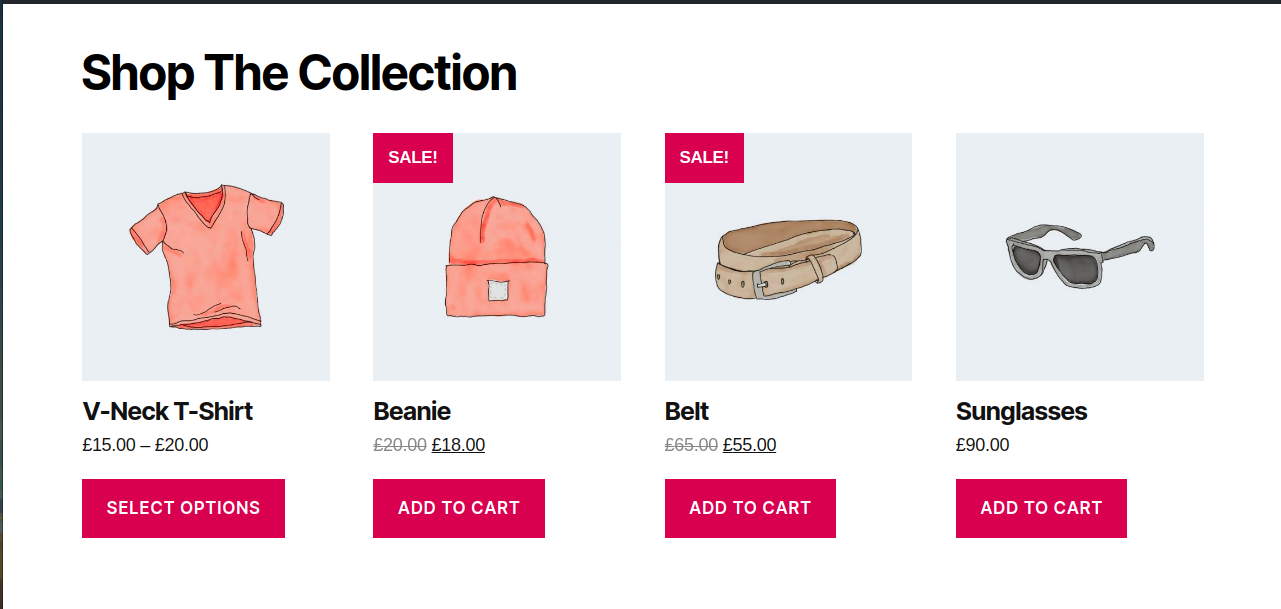 Shop The Collection
SALE!
SALE!
V-Neck T-Shirt
£15.00 – £20.00
SELECT OPTIONS
Beanie
£20.00 £18.00
ADD TO CART
Belt
£65.00 £55.00
ADD TO CART
Sunglasses
£90.00
ADD TO CART